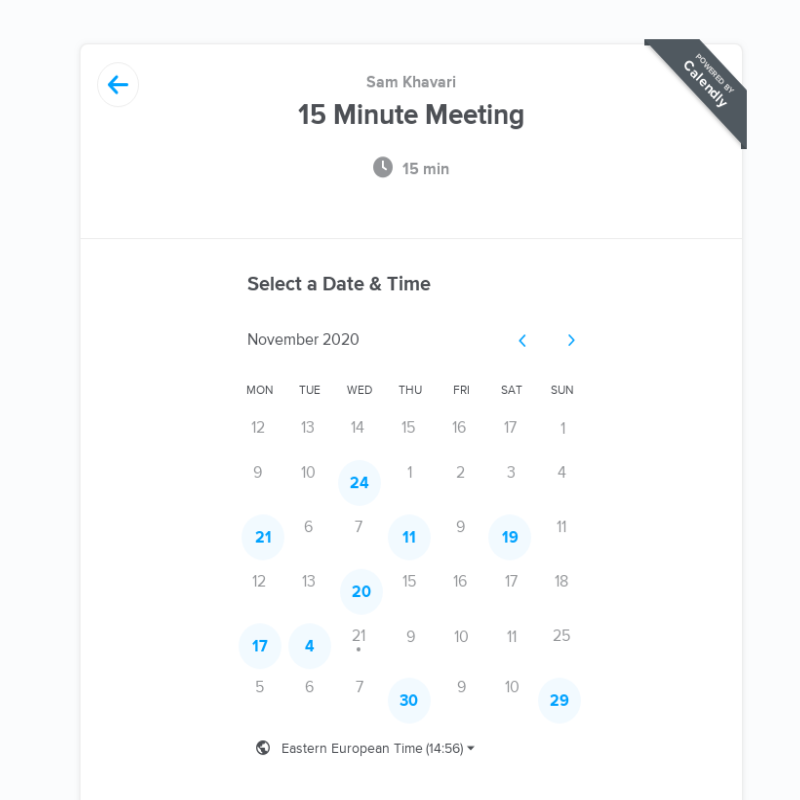 POWERED BY
Calendly
Sam Khavari
15 Minute Meeting
15 min
Select a Date & Time
November 2020
MON TUE WED THU FRI SAT SUN
12 13 14 15 16 17 1
9 10 24 1 2 3 4
21 6 7 11 9 19 11
12 13 20 15 16 17 18
17 4 21 9 10 11 25
5 6 7 30 9 10 29
Eastern European Time (14:56)